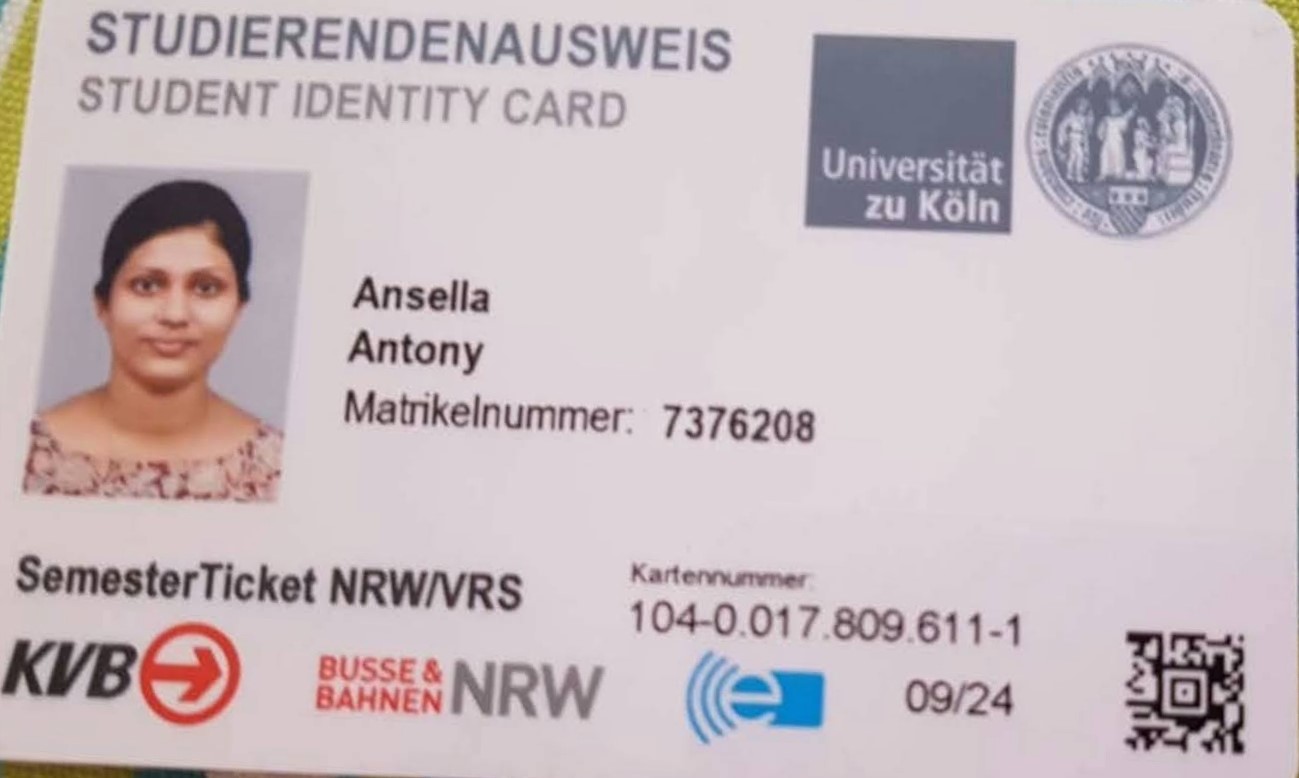 STUDIERENDENAUSWEIS
STUDENT IDENTITY CARD
Universität
zu Köln
Ansella
Antony
Matrikelnummer: 7376208
SemesterTicket NRW/VRS
Kartennummer:
104-0.017.809.611-1
KVB
BUSSE &
BAHNEN NRW
e
09/24